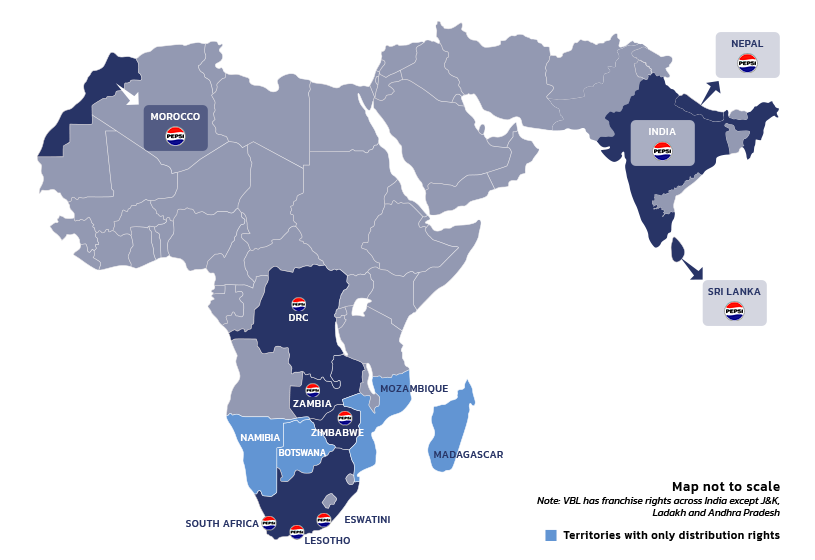 NEPAL
PEPSI
MOROCCO
PEPSI
INDIA
PEPSI
SRI LANKA
PEPSI
PEPSI
DRC
PEPSI
ZAMBIA
MOZAMBIQUE
PEPSI
ZIMBABWE
NAMIBIA
BOTSWANA
MADAGASCAR
SOUTH AFRICA
PEPSI
PEPSI
ESWATINI
PEPSI
LESOTHO
Map not to scale
Note: VBL has franchise rights across India except J&K,
Ladakh and Andhra Pradesh
Territories with only distribution rights